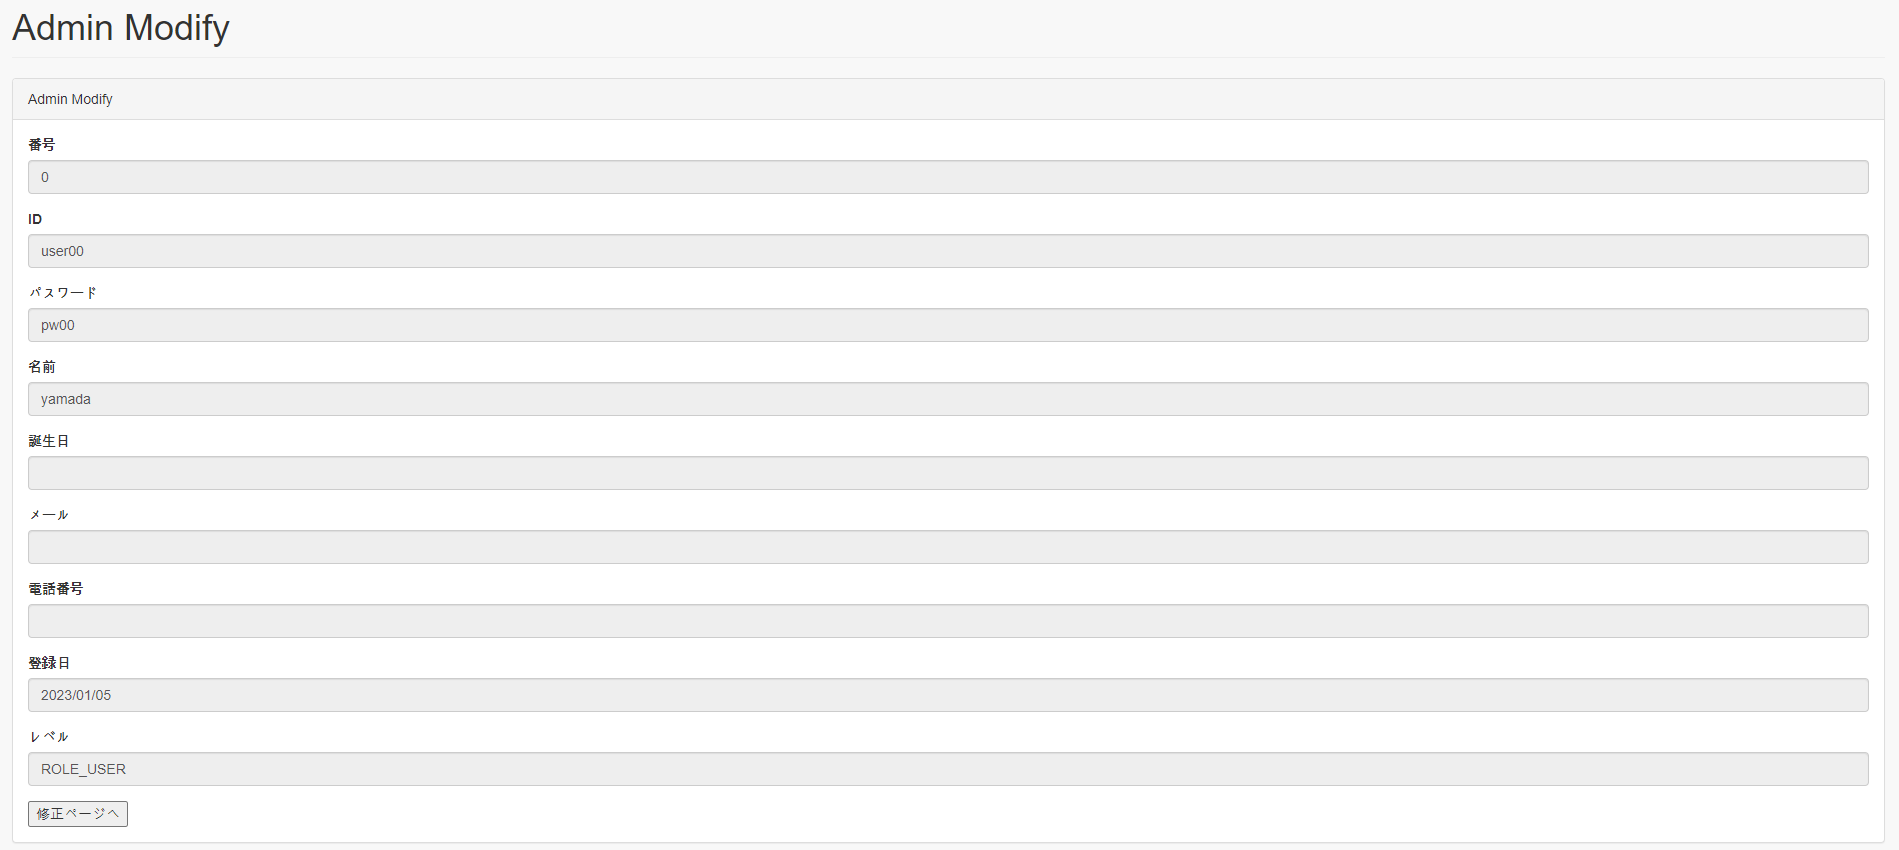 Admin Modify
Admin Modify
番号
0
ID
user00
パスワード
pw00
名前
yamada
誕生日
メール
電話番号
登録日
2023/01/05
レベル
ROLE_USER
修正ページへ